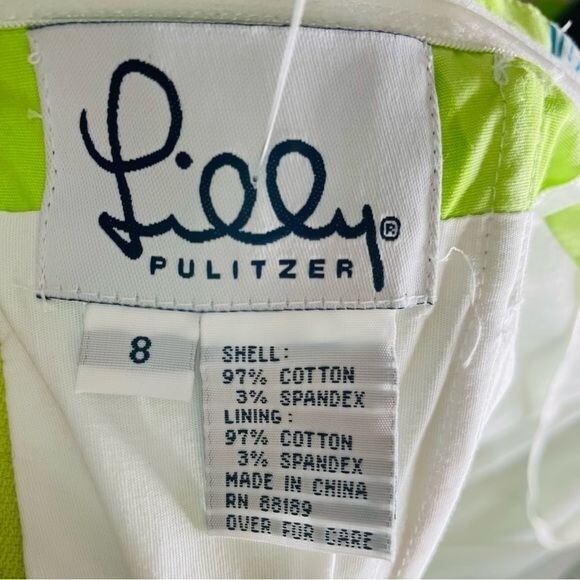 Lilly®
PULITZER
8
SHELL:
97% COTTON
3% SPANDEX
LINING:
97% COTTON
3% SPANDEX
MADE IN CHINA
RN 88189
OVER FOR CARE